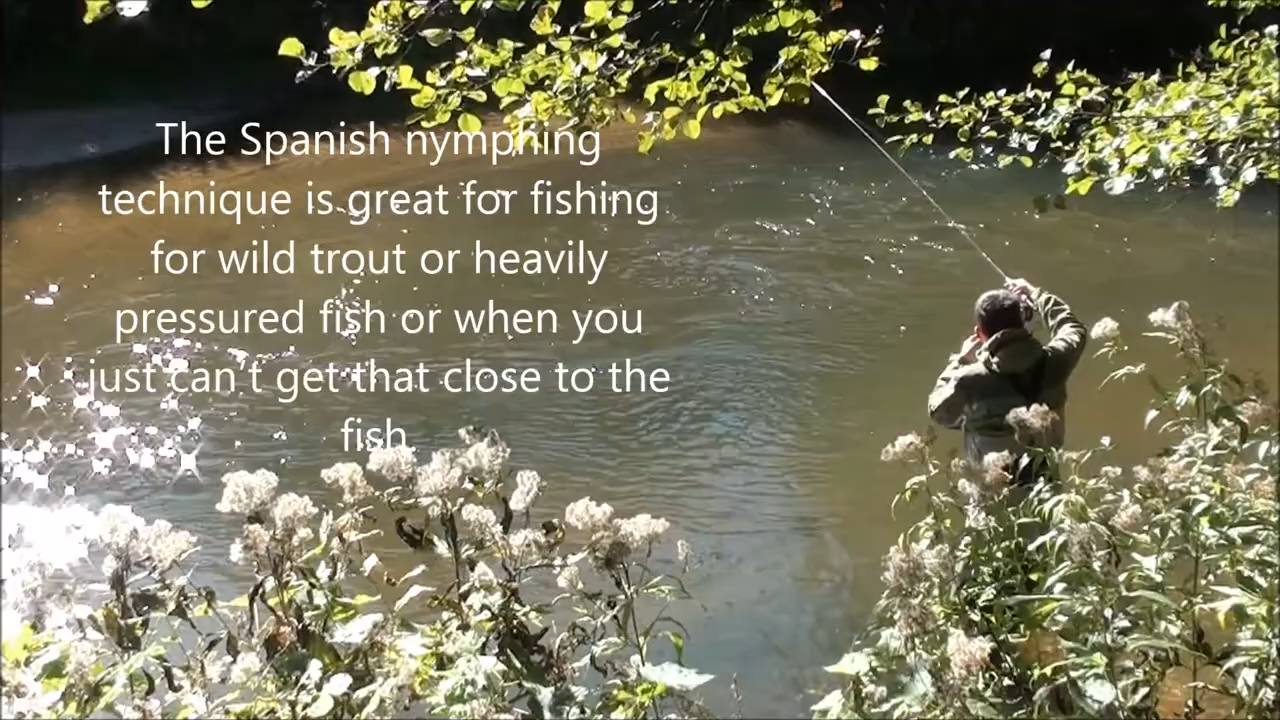 The Spanish nymphing
technique is great for fishing
for wild trout or heavily
pressured fish or when you
just can't get that close to the
fish.